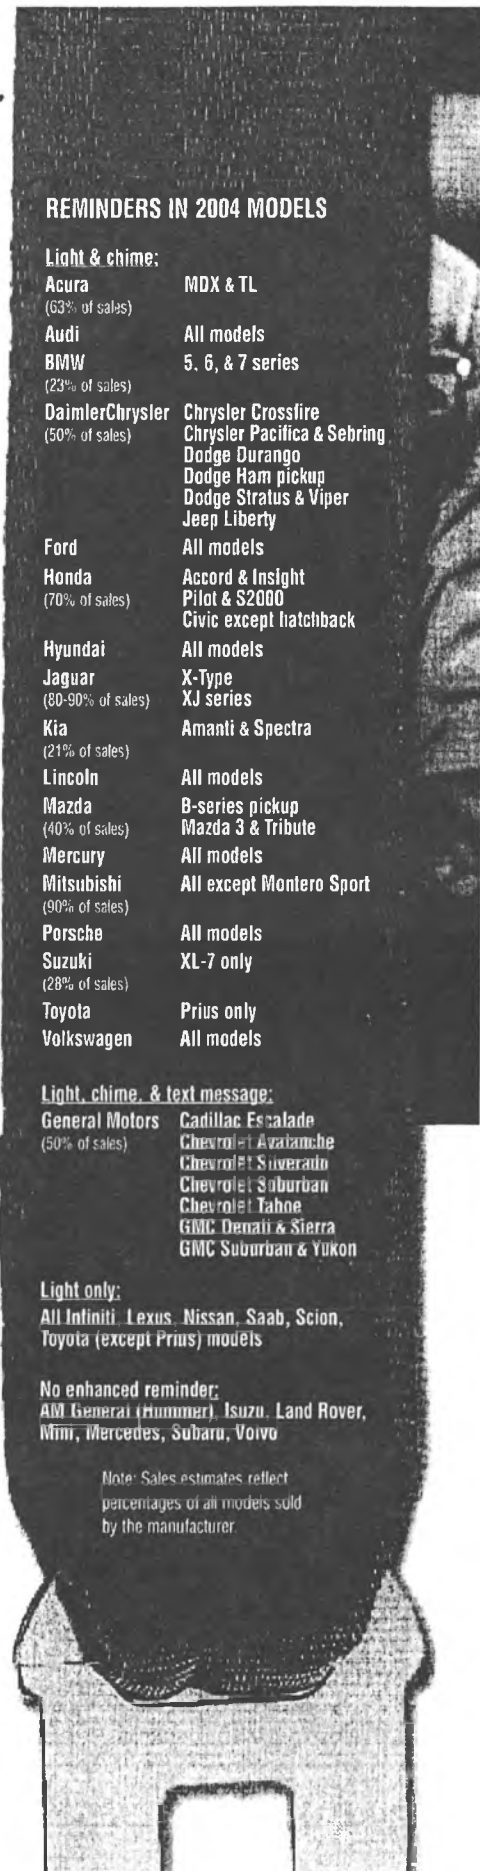 REMINDERS IN 2004 MODELS
Light & chime:
Acura MDX & TL
(63% of sales)
Audi All models
BMW 5, 6, & 7 series
(23% of sales)
DaimlerChrysler Chrysler Crossfire
(50% of sales) Chrysler Pacifica & Sebring
Dodge Durango
Dodge Ham pickup
Dodge Stratus & Viper
Jeep Liberty
Ford All models
Honda Accord & Insight
(70% of sales) Pilot & S2000
Civic except hatchback
Hyundai All models
Jaguar X-Type
(80-90% of sales) XJ series
Kia Amanti & Spectra
(21% of sales)
Lincoln All models
Mazda B-series pickup
(40% of sales) Mazda 3 & Tribute
Mercury All models
Mitsubishi All except Montero Sport
(90% of sales)
Porsche All models
Suzuki XL-7 only
(28% of sales)
Toyota Prius only
Volkswagen All models
Light, chime, & text message:
General Motors Cadillac Escalade
(50% of sales) Chevrolet Avalanche
Chevrolet Silverado
Chevrolet Suburban
Chevrolet Tahoe
GMC Denali & Sierra
GMC Suburban & Yukon
Light only:
All Infiniti, Lexus, Nissan, Saab, Scion,
Toyota (except Prius) models
No enhanced reminder:
AM General (Hummer), Isuzu, Land Rover,
Mini, Mercedes, Subaru, Volvo
Note: Sales estimates reflect
percentages of all models sold
by the manufacturer.